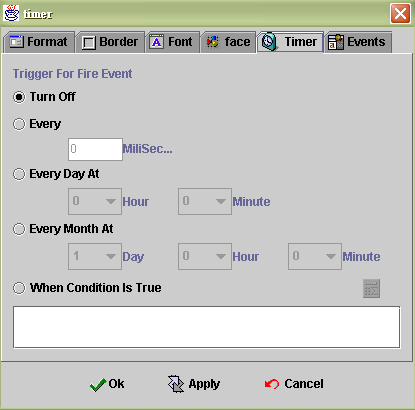 timer
Format Border Font face Timer Events
Trigger For Fire Event
Turn Off
Every
0 MiliSec...
Every Day At
0 Hour 0 Minute
Every Month At
1 Day 0 Hour 0 Minute
When Condition Is True
Ok Apply Cancel